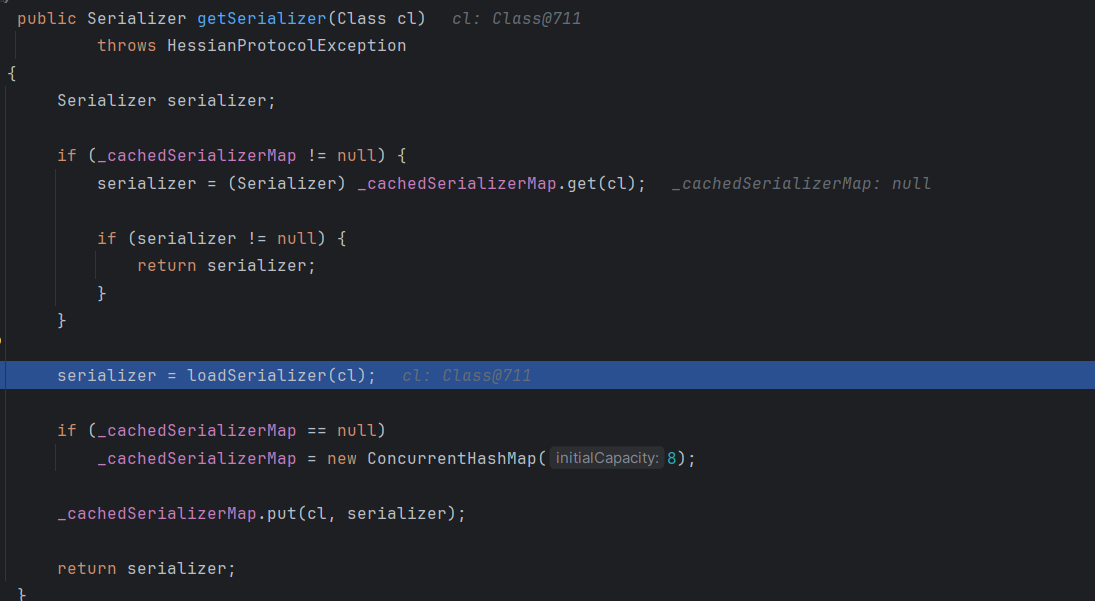 public Serializer getSerializer(Class cl)   cl: Class@711
        throws HessianProtocolException
{
    Serializer serializer;
    if (_cachedSerializerMap != null) {
        serializer = (Serializer) _cachedSerializerMap.get(cl);   _cachedSerializerMap: null
        if (serializer != null) {
            return serializer;
        }
    }
    serializer = loadSerializer(cl);   cl: Class@711
    if (_cachedSerializerMap == null)
        _cachedSerializerMap = new ConcurrentHashMap( initialCapacity: 8);
    _cachedSerializerMap.put(cl, serializer);
    return serializer;
}